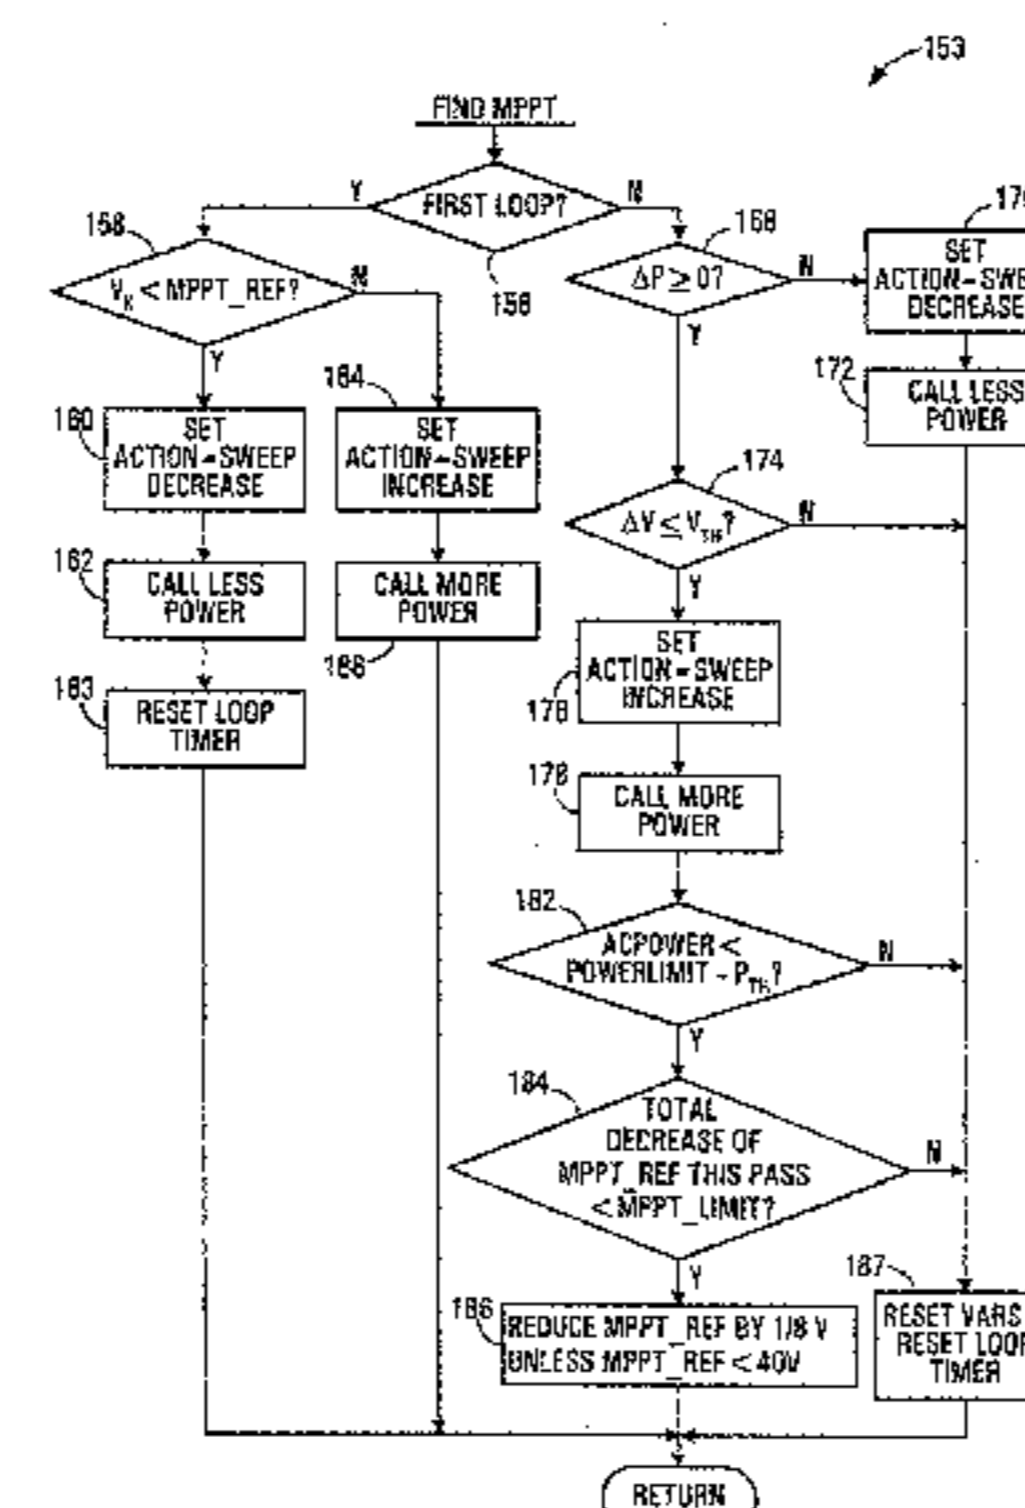 153
FIND MPPT
FIRST LOOP?
Y
N
156
158
V_K < MPPT_REF?
N
Y
168
ΔP ≥ 0?
N
Y
SET
ACTION-
DECREASE
172
CALL LESS
POWER
160
SET
ACTION-SWEEP
DECREASE
164
SET
ACTION-SWEEP
INCREASE
174
ΔV ≤ V_TH?
N
Y
162
CALL LESS
POWER
CALL MORE
POWER
166
163
RESET LOOP
TIMER
SET
ACTION-SWEEP
INCREASE
176
178
CALL MORE
POWER
182
ACPOWER <
POWERLIMIT - P_TH?
N
Y
184
TOTAL
DECREASE OF
MPPT_REF THIS PASS
< MPPT_LIMIT?
N
Y
186
REDUCE MPPT_REF BY 1/8 V
UNLESS MPPT_REF < 40V
187
RESET VARS
RESET
TIMER
RETURN